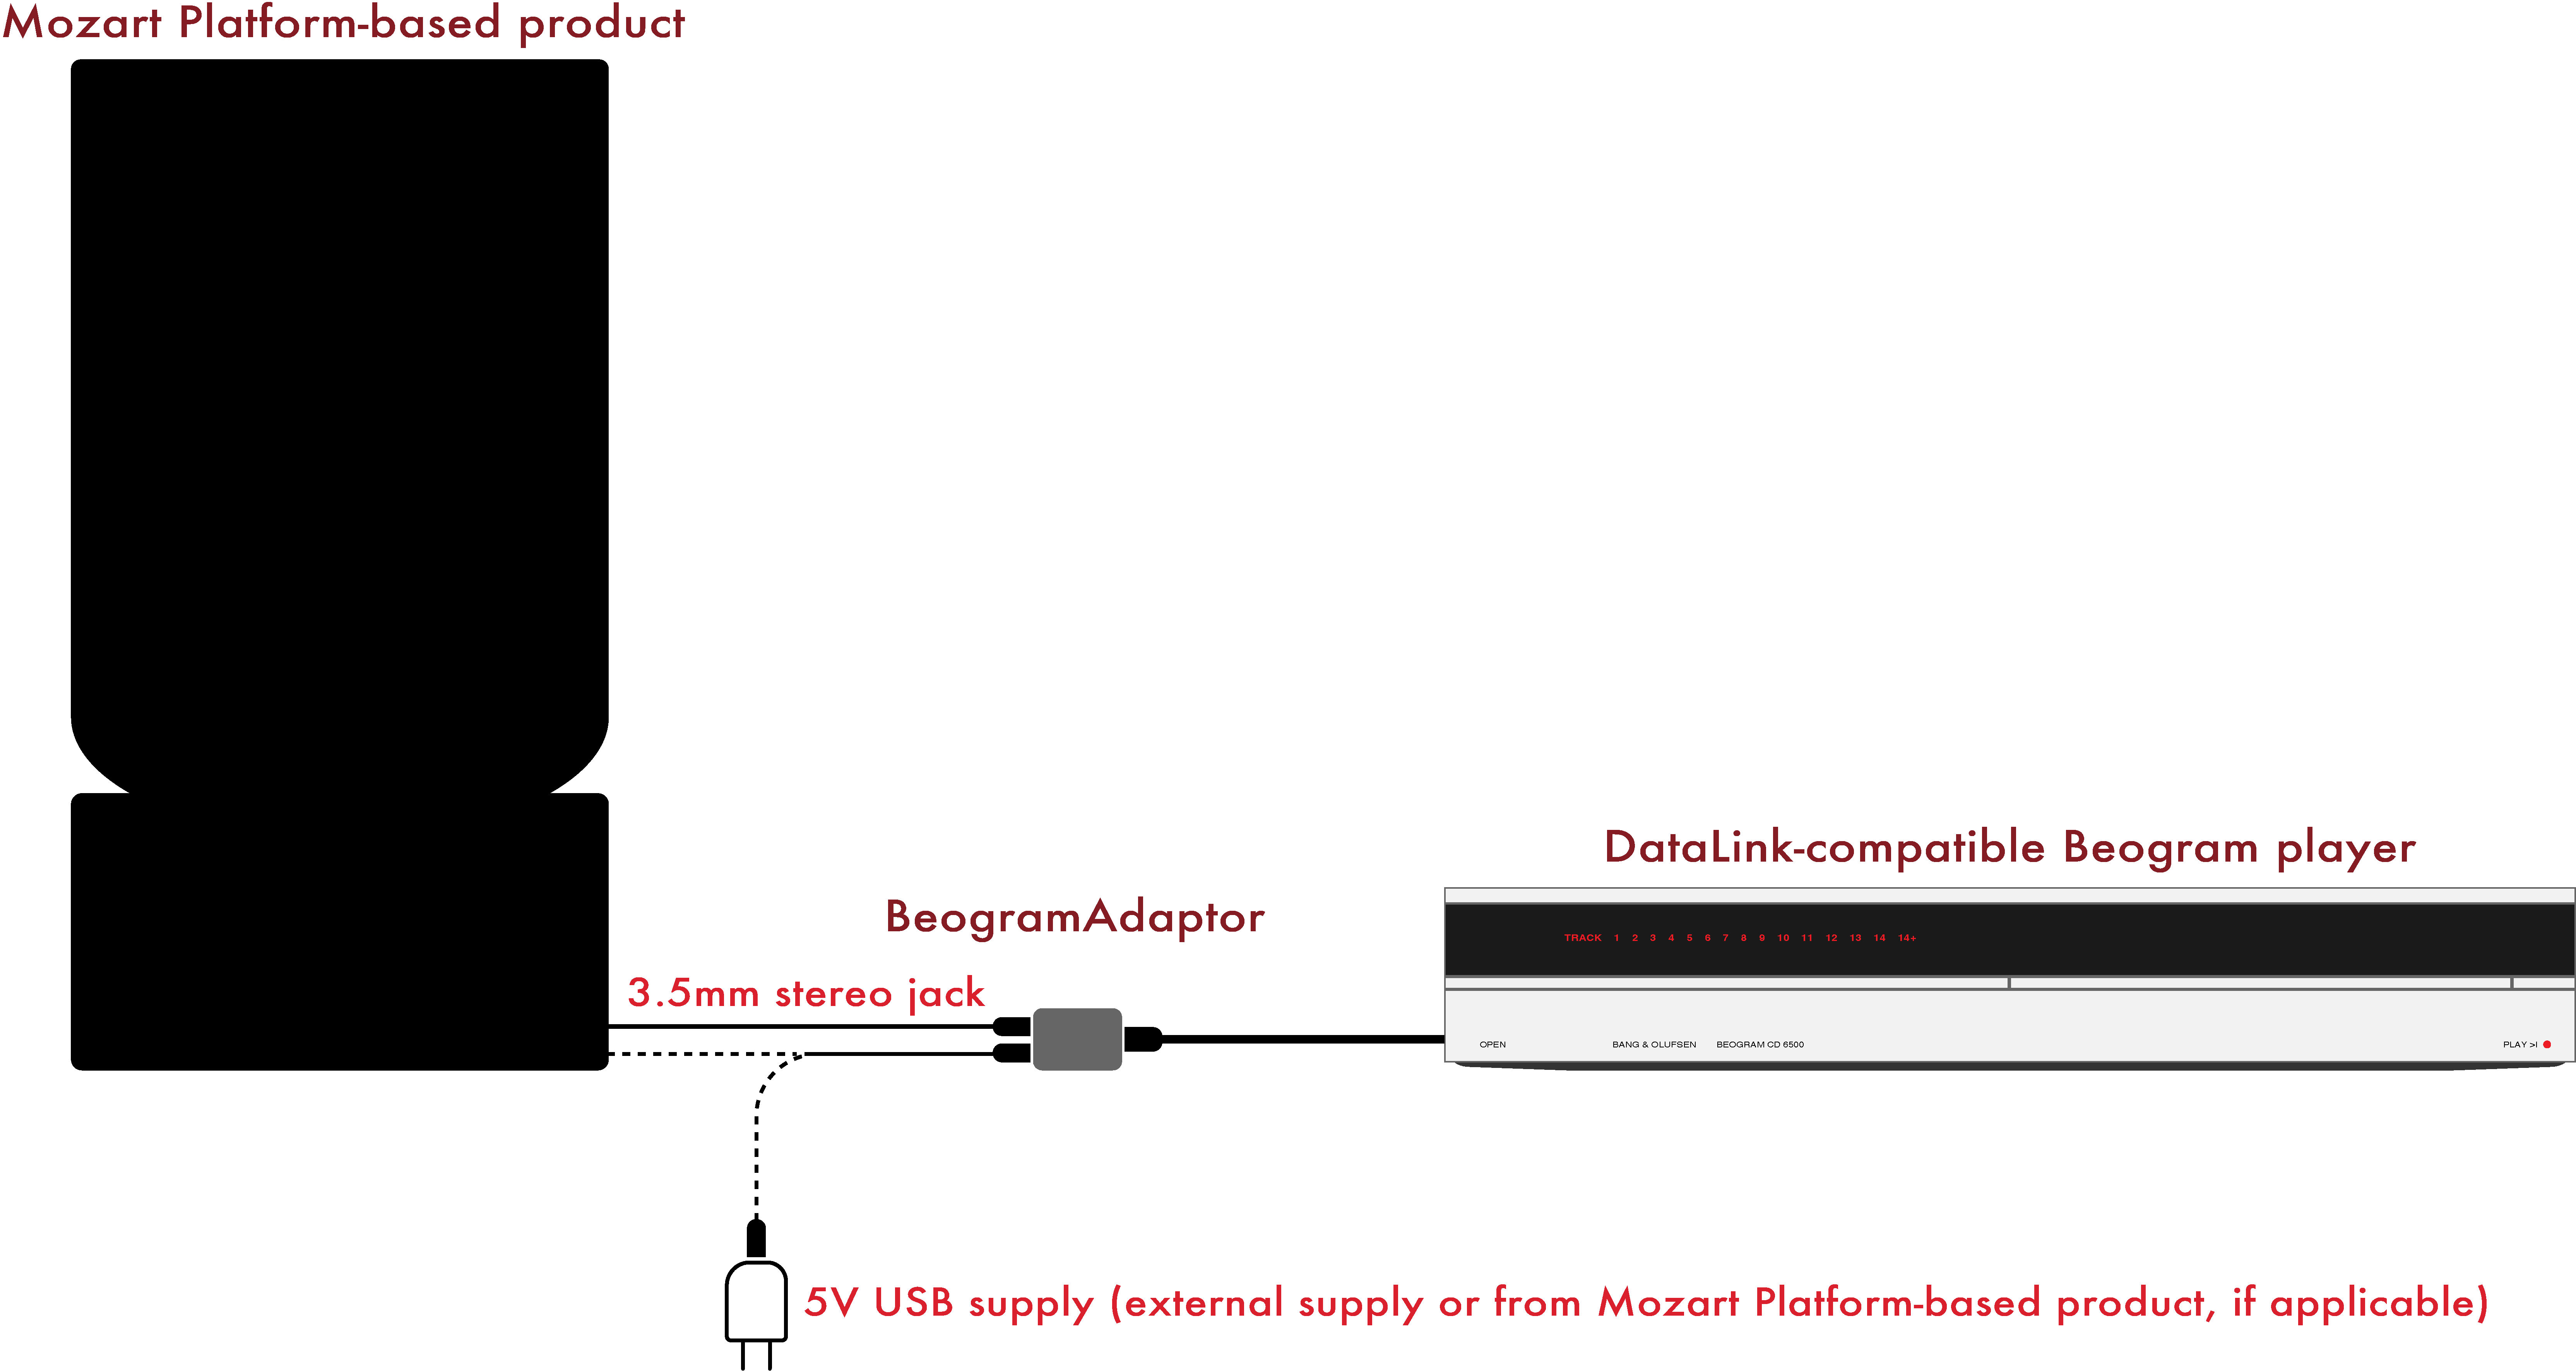 Mozart Platform-based product
DataLink-compatible Beogram player
BeogramAdaptor
TRACK 1 2 3 4 5 6 7 8 9 10 11 12 13 14 14+
3.5mm stereo jack
OPEN BANG & OLUFSEN BEOGRAM CD 6500 PLAY >I
5V USB supply (external supply or from Mozart Platform-based product, if applicable)